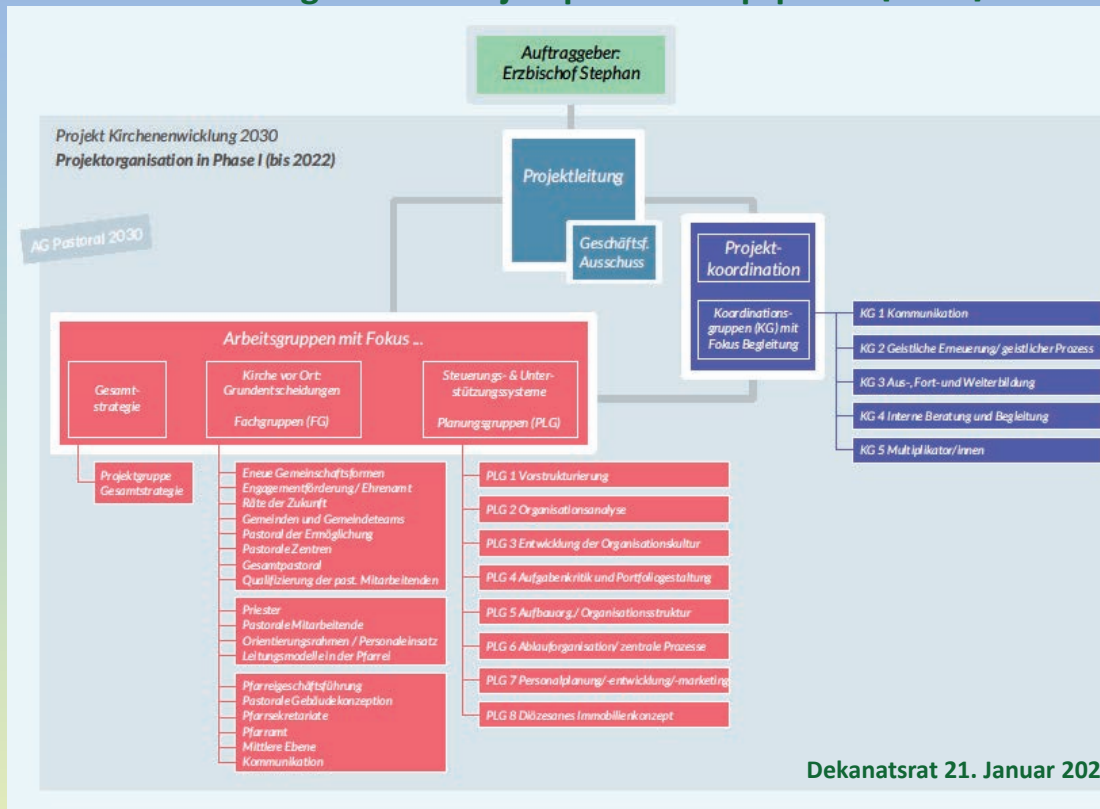 Auftraggeber:
Erzbischof Stephan
Projekt Kirchenenwicklung 2030
Projektorganisation in Phase I (bis 2022)
AG Pastoral 2030
Projektleitung
Geschäftsf.
Ausschuss
Projekt-
koordination
Koordinations-
gruppen (KG) mit
Fokus Begleitung
KG 1 Kommunikation
KG 2 Geistliche Erneuerung/ geistlicher Prozess
KG 3 Aus-, Fort- und Weiterbildung
KG 4 Interne Beratung und Begleitung
KG 5 Multiplikator/innen
Arbeitsgruppen mit Fokus ...
Gesamt-
strategie
Kirche vor Ort:
Grundentscheidungen
Fachgruppen (FG)
Steuerungs- & Unter-
stützungssysteme
Planungsgruppen (PLG)
Projektgruppe
Gesamtstrategie
Eneue Gemeinschaftsformen
Engagementförderung/ Ehrenamt
Räte der Zukunft
Gemeinden und Gemeindeteams
Pastoral der Ermöglichung
Pastorale Zentren
Gesamtpastoral
Qualifizierung der past. Mitarbeitenden
Priester
Pastorale Mitarbeitende
Orientierungsrahmen / Personaleinsatz
Leitungsmodelle in der Pfarrei
Pfarreigeschäftsführung
Pastorale Gebäudekonzeption
Pfarrsekretariate
Pfarramt
Mittlere Ebene
Kommunikation
PLG 1 Vorstrukturierung
PLG 2 Organisationsanalyse
PLG 3 Entwicklung der Organisationskultur
PLG 4 Aufgabenkritik und Portfoliogestaltung
PLG 5 Aufbauorg./ Organisationsstruktur
PLG 6 Ablauforganisation/ zentrale Prozesse
PLG 7 Personalplanung/-entwicklung/-marketing
PLG 8 Diözesanes Immobilienkonzept
Dekanatsrat 21. Januar 202